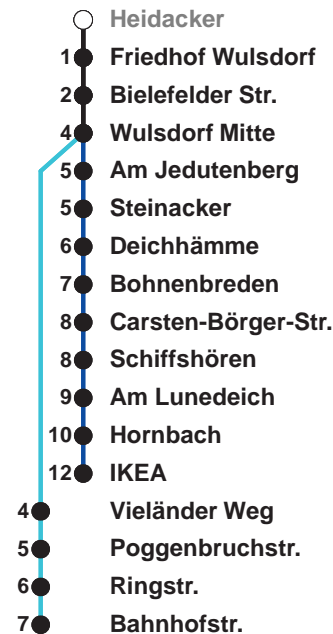 Heidacker
1 Friedhof Wulsdorf
2 Bielefelder Str.
4 Wulsdorf Mitte
5 Am Jedutenberg
5 Steinacker
6 Deichhämme
7 Bohnenbreden
8 Carsten-Börger-Str.
8 Schiffshören
9 Am Lunedeich
10 Hornbach
12 IKEA
4 Vieländer Weg
5 Poggenbruchstr.
6 Ringstr.
7 Bahnhofstr.